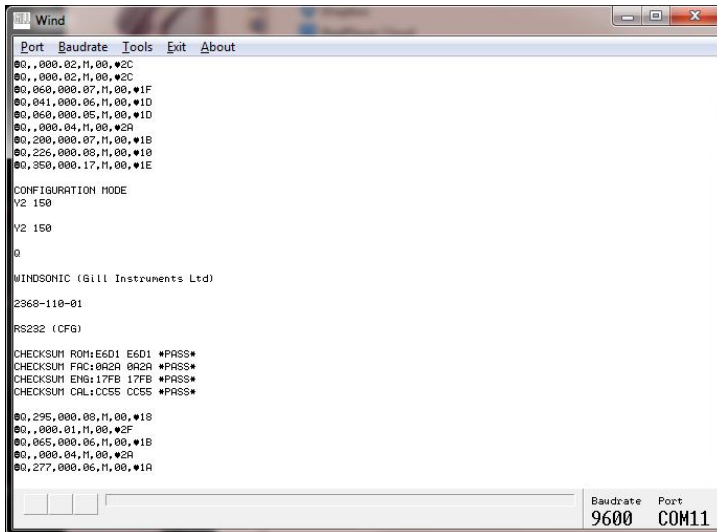 GILL Wind
Port Baudrate Tools Exit About
☻Q,,000.02,M,00,♥2C
☻Q,,000.02,M,00,♥2C
☻Q,060,000.07,M,00,♥1F
☻Q,041,000.06,M,00,♥1D
☻Q,060,000.05,M,00,♥1D
☻Q,,000.04,M,00,♥2A
☻Q,200,000.07,M,00,♥1B
☻Q,226,000.08,M,00,♥10
☻Q,350,000.17,M,00,♥1E
CONFIGURATION MODE
Y2 150
Y2 150
Q
WINDSONIC (Gill Instruments Ltd)
2368-110-01
RS232 (CFG)
CHECKSUM ROM:E6D1 E6D1 *PASS*
CHECKSUM FAC:0A2A 0A2A *PASS*
CHECKSUM ENG:17FB 17FB *PASS*
CHECKSUM CAL:CC55 CC55 *PASS*
☻Q,295,000.08,M,00,♥18
☻Q,,000.01,M,00,♥2F
☻Q,065,000.06,M,00,♥1B
☻Q,,000.04,M,00,♥2A
☻Q,277,000.06,M,00,♥1A
Baudrate Port
9600 COM11